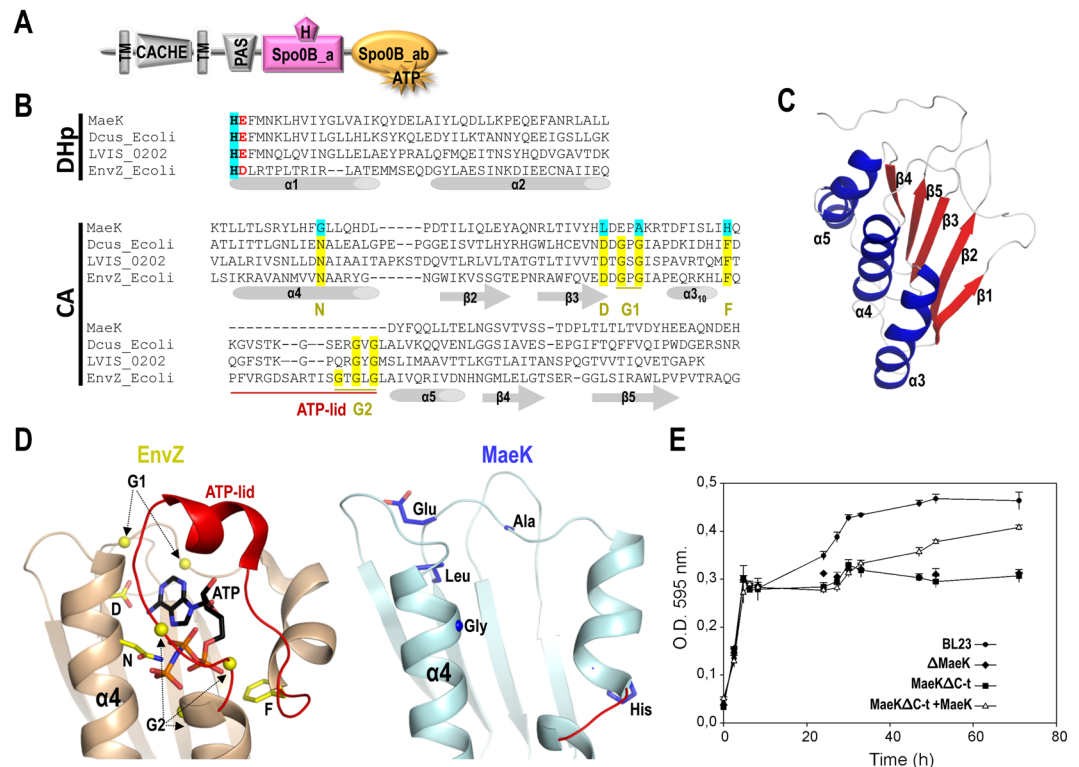 A
TM
CACHE
TM
PAS
H
Spo0B_a
Spo0B_ab
ATP
B
DHp
MaeK HEFMNKLHVIYGLVAIKQYDELAIYLQDLLKPEQEFANRLALL
Dcus_Ecoli HEFMNKLHVILGLLHLKSYKQLEDYILKTANNYQEEIGSLLGK
LVIS_0202 HEFMNQLQVINGLLELAEYPRALQFMQEITNSYHQDVGAVTDK
EnvZ_Ecoli HDLRTPLTRIR--LATEMMSEQDGYLAESINKDIEECNAIIEQ
α1
α2
CA
MaeK KTLLTLSRYLHFGLLQHDL-----PDTILIQLEYAQNRLTIVYHLDEPAKRTDFISLIHQ
Dcus_Ecoli ATLITTLGNLIENALEALGPE-PGGEISVTLHYRHGWLHCEVNDDGPGIAPDKIDHIFD
LVIS_0202 VLALRIVSNLLTNAIAAITAPKTSDQVTLRLVLTATGTLTIVVTDTGSGISPAVRTQMFT
EnvZ_Ecoli LSIKRAVANMVVNAARYG------NGWIKVSSGTEPNRAWFQVEDDGPGIAPEQRKHLFQ
α4
β2
β3
α3₁₀
N
D
G1
F
MaeK ----------------DYFQQLLTELNGSVTVSS-TDPLTLTLTVDYHEEAQNDEH
Dcus_Ecoli KGVSTK--G--SERGVGLALVKQQVENLGGSIAVES-EPGIFTQFFVQIPWDGERSNR
LVIS_0202 QGFSTK--G---PQRGYGMSLIMAAVTTLKGTLAITANSPQGTVVTIQVETGAPK
EnvZ_Ecoli PFVRGDSARTISGTGLGLAIVQRIVDNHNGMLELGTSERGGLSIRAWLPVPVTRAQG
ATP-lid
G2
α5
β4
β5
C
β4
β5
β3
β2
β1
α5
α4
α3
D
EnvZ
G1
ATP-lid
ATP
D
N
α4
G2
F
MaeK
Glu
Ala
Leu
Gly
α4
His
E
O.D. 595 nm.
0,5
0,4
0,3
0,2
0,1
0,0
0
20
40
60
80
Time (h)
BL23
ΔMaeK
MaeKΔC-t
MaeKΔC-t +MaeK